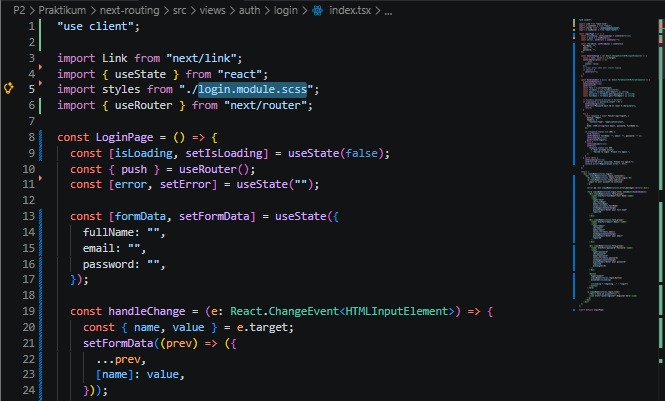 P2 > Praktikum > next-routing > src > views > auth > login > index.tsx > ...
1 "use client";
2
3 import Link from "next/link";
4 import { useState } from "react";
5 import styles from "./login.module.scss";
6 import { useRouter } from "next/router";
7
8 const LoginPage = () => {
9 const [isLoading, setIsLoading] = useState(false);
10 const { push } = useRouter();
11 const [error, setError] = useState("");
12
13 const [formData, setFormData] = useState({
14 fullName: "",
15 email: "",
16 password: "",
17 });
18
19 const handleChange = (e: React.ChangeEvent<HTMLInputElement>) => {
20 const { name, value } = e.target;
21 setFormData((prev) => ({
22 ...prev,
23 [name]: value,
24 }));